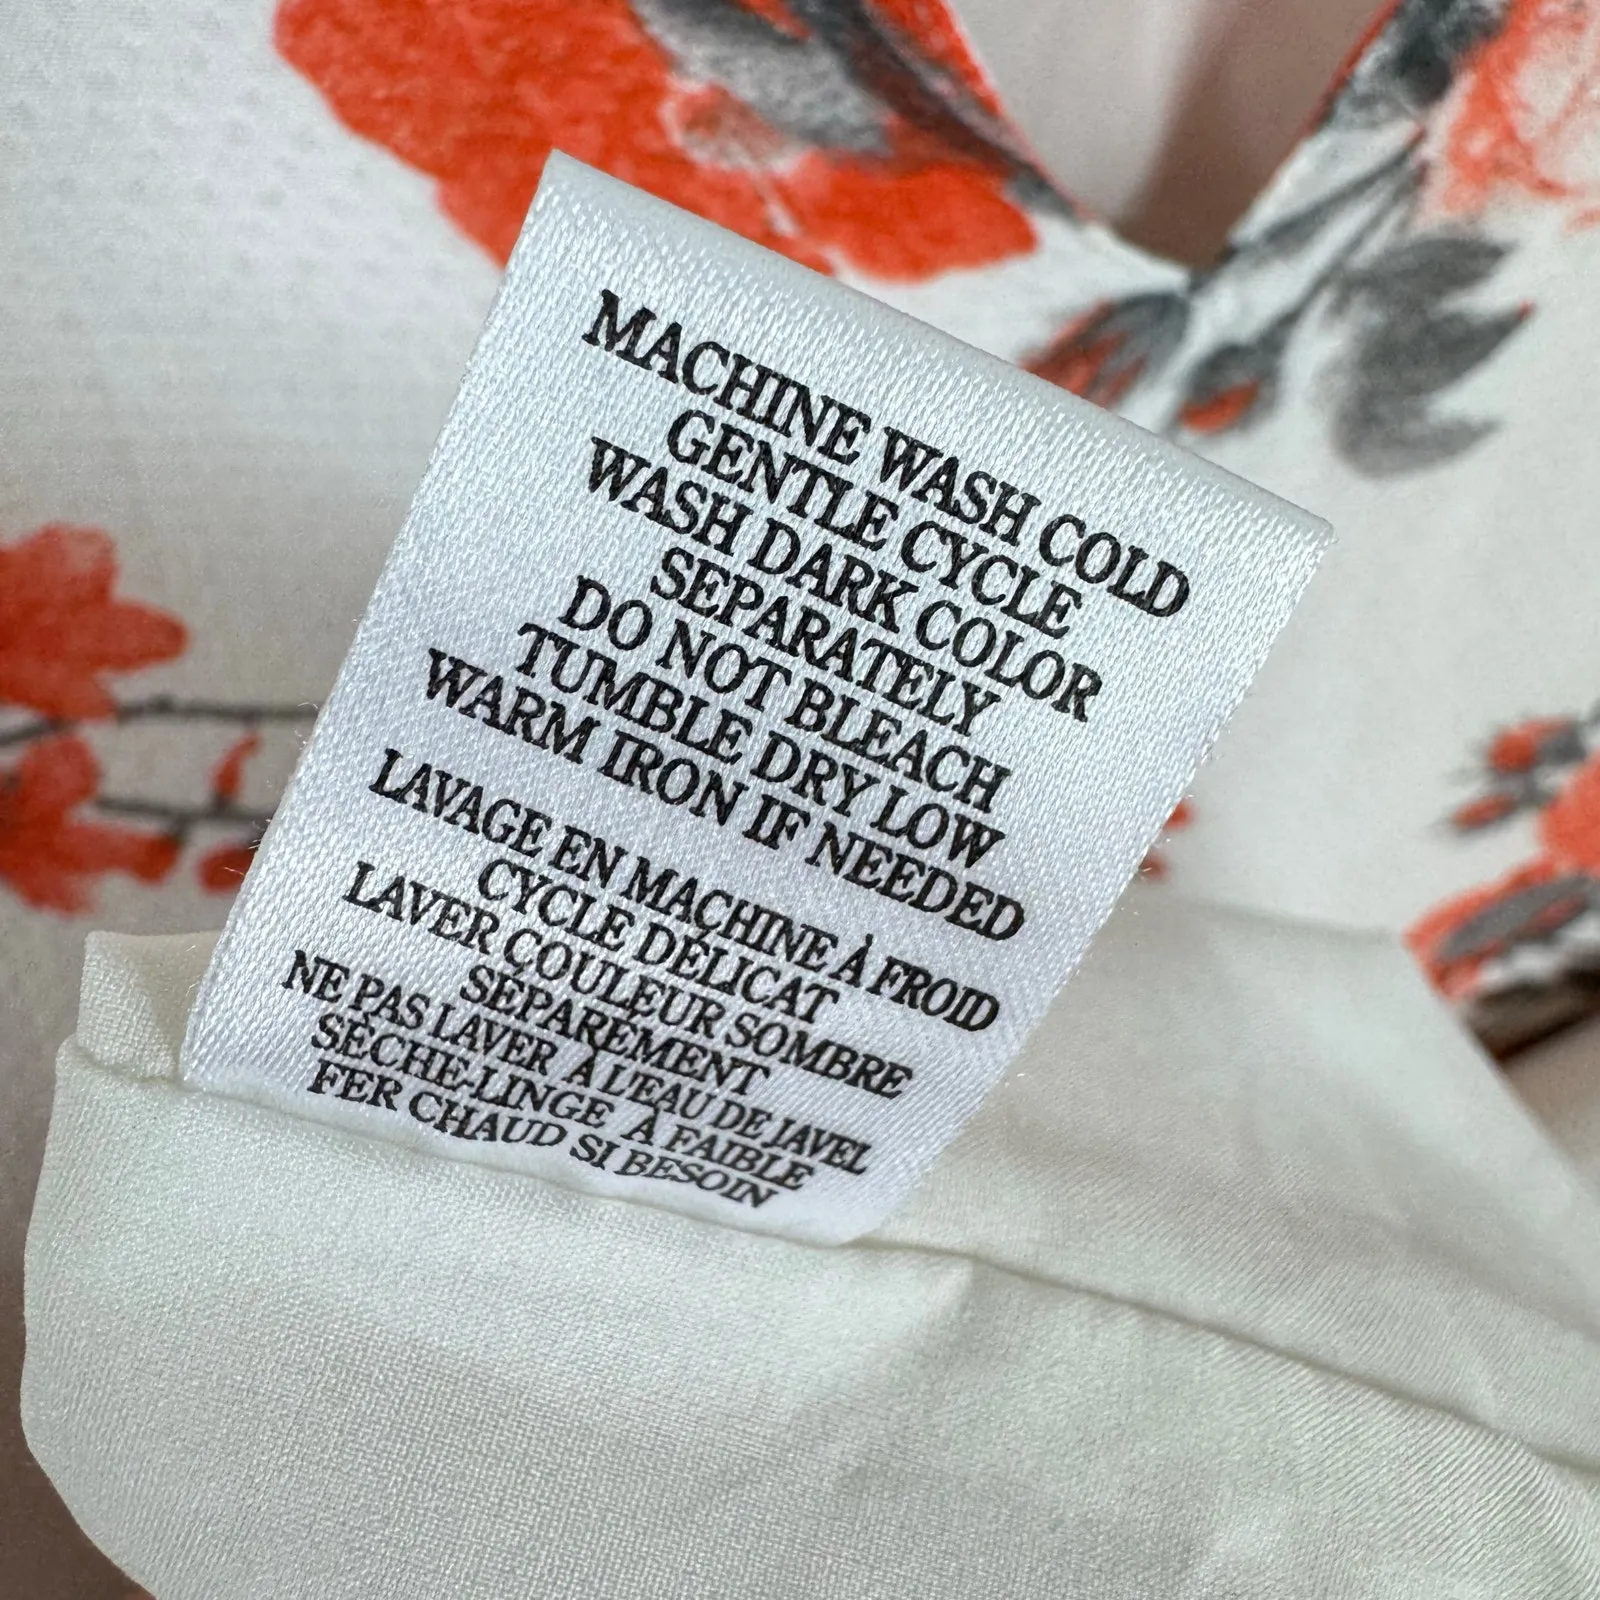 MACHINE WASH COLD
GENTLE CYCLE
WASH DARK COLOR
SEPARATELY
DO NOT BLEACH
TUMBLE DRY LOW
WARM IRON IF NEEDED
LAVAGE EN MACHINE À FROID
CYCLE DÉLICAT
LAVER COULEUR SOMBRE
SÉPARÉMENT
NE PAS LAVER À L'EAU DE JAVEL
SÈCHE-LINGE À FAIBLE
FER CHAUD SI BESOIN